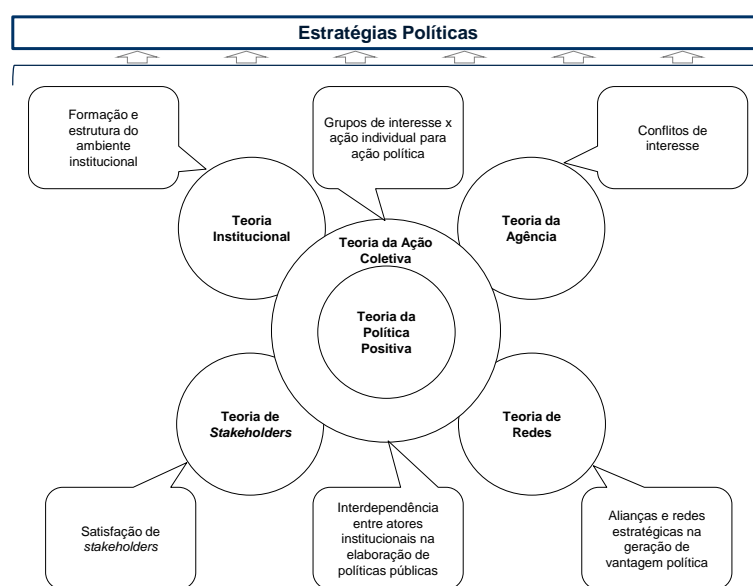 Estratégias Políticas
Formação e
estrutura do
ambiente
institucional
Grupos de interesse x
ação individual para
ação política
Conflitos de
interesse
Teoria
Institucional
Teoria da Ação
Coletiva
Teoria da
Agência
Teoria da
Política
Positiva
Teoria de
Stakeholders
Teoria de
Redes
Satisfação de
stakeholders
Interdependência
entre atores
institucionais na
elaboração de
políticas públicas
Alianças e redes
estratégicas na
geração de
vantagem política